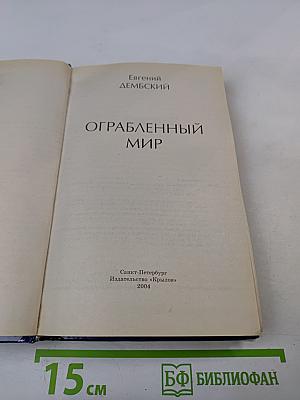 Евгений
ДЕМБСКИЙ
ОГРАБЛЕННЫЙ
МИР
Санкт-Петербург
Издательство «Крылов»
2004
15 см
БФ БИБЛИОФАН